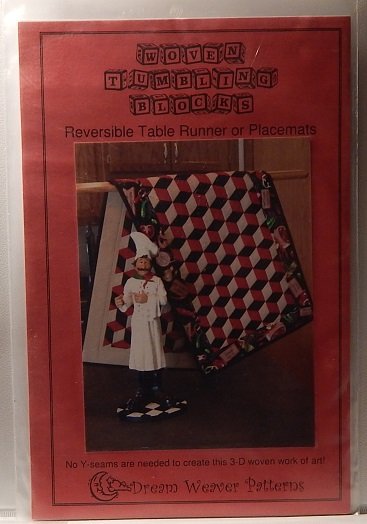 WOVEN
TUMBLING
BLOCKS
Reversible Table Runner or Placemats
No Y-seams are needed to create this 3-D woven work of art!
Dream Weaver Patterns